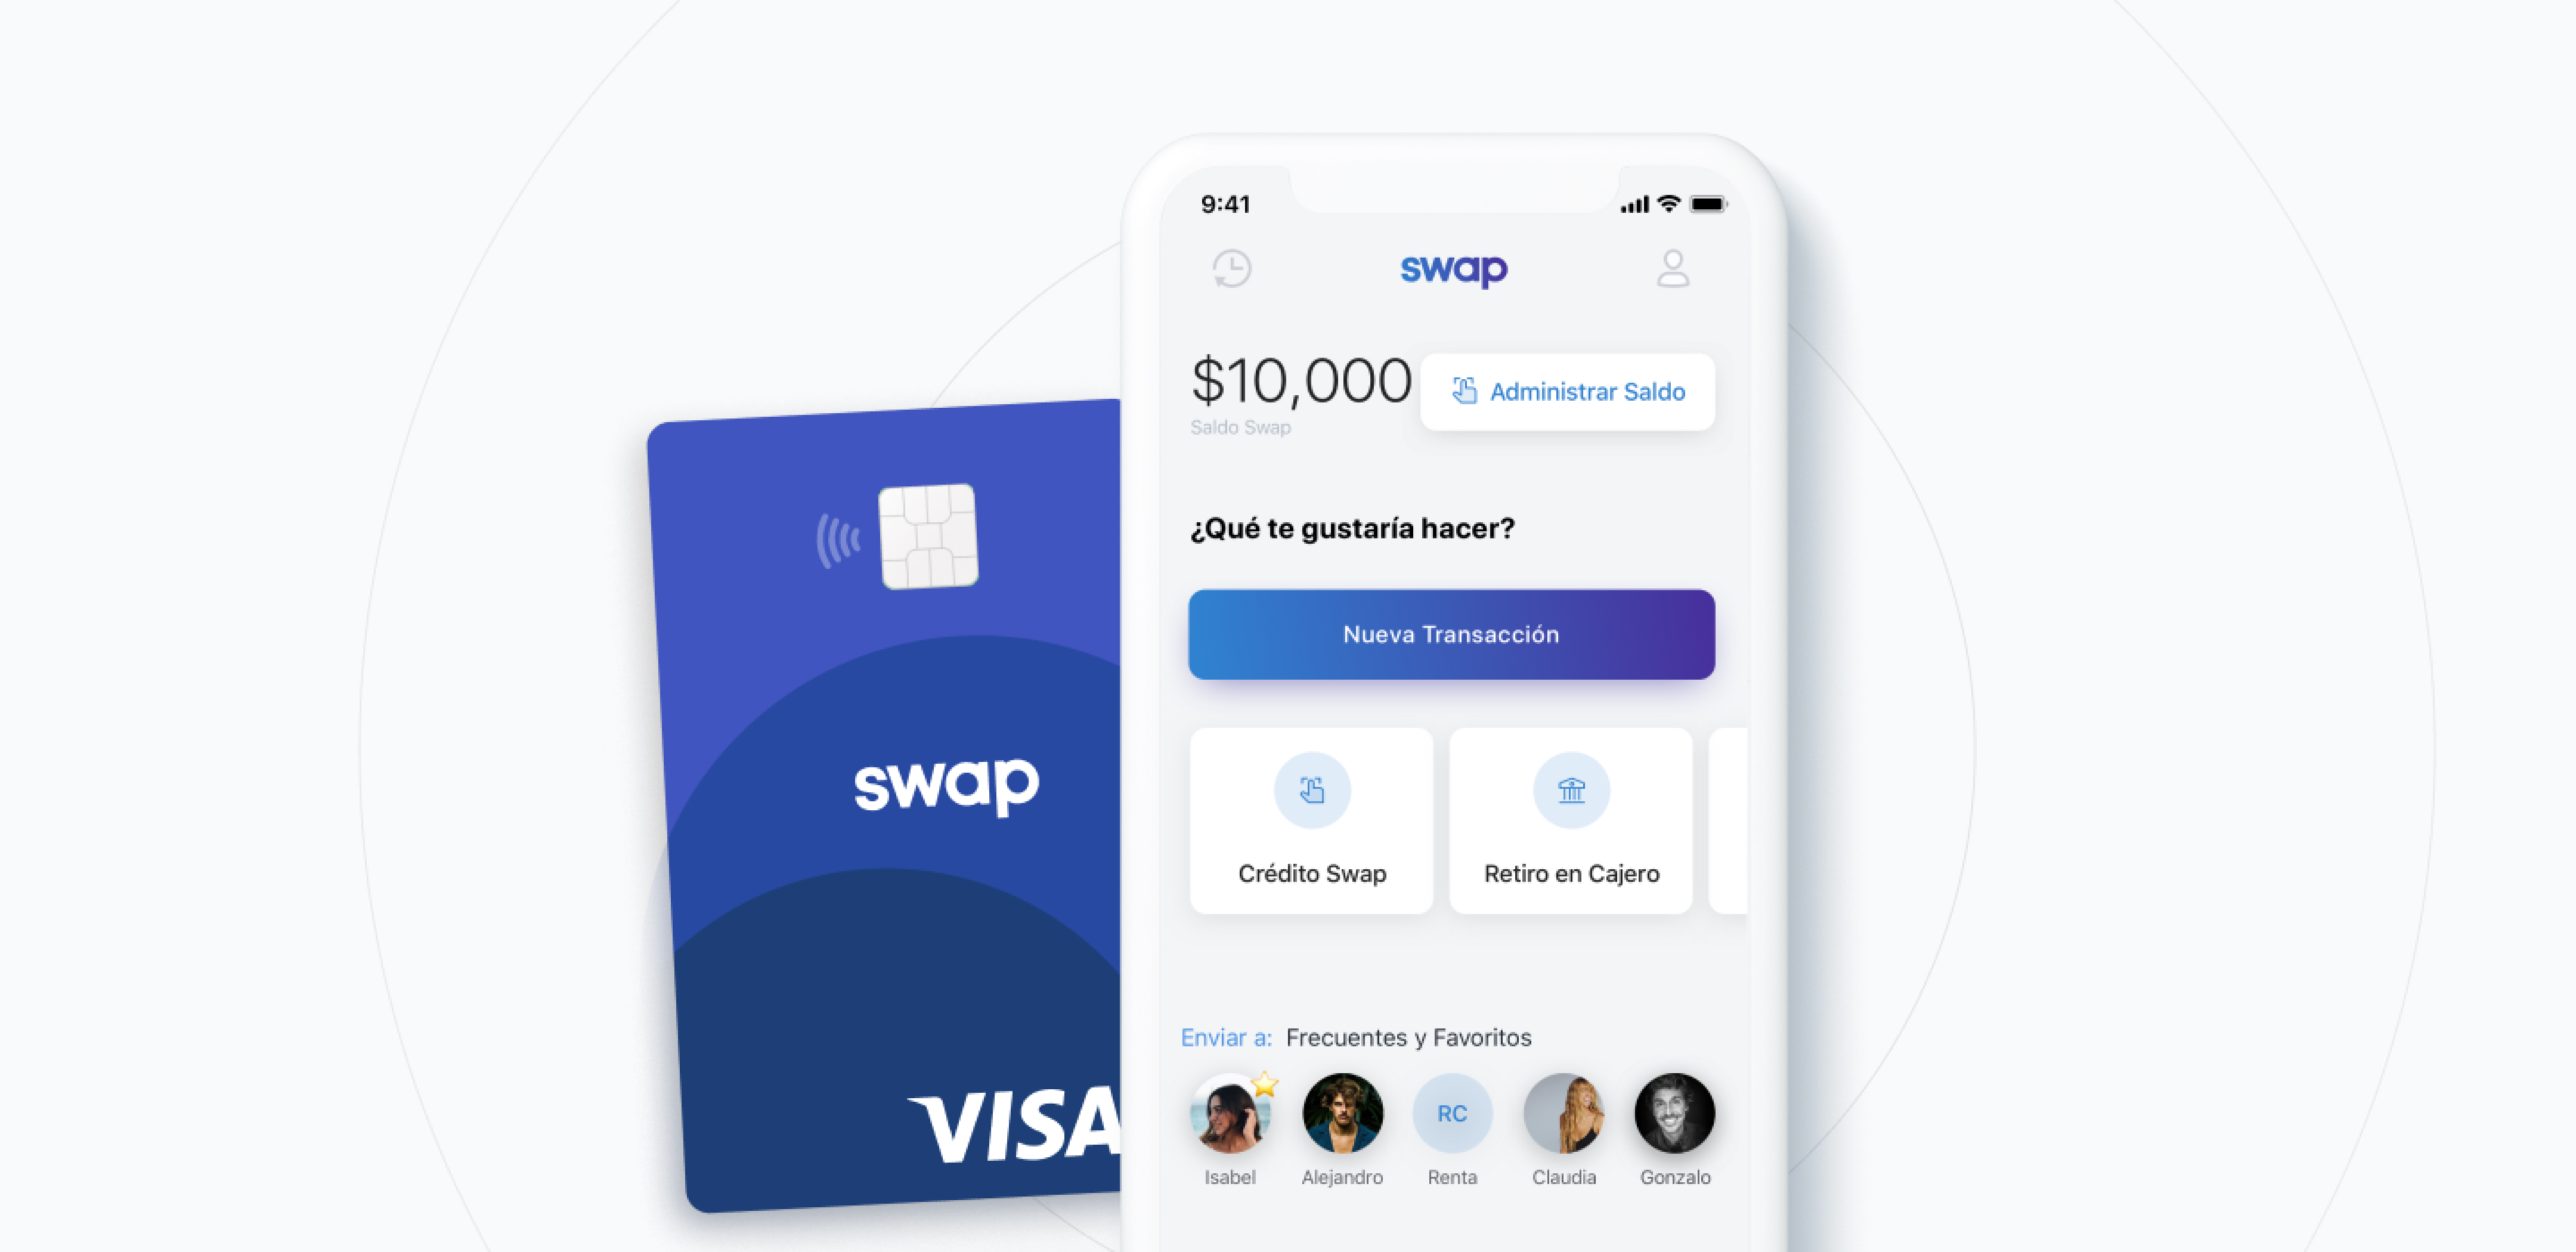 swap
VISA
9:41
swap
$10,000
Administrar Saldo
Saldo Swap
¿Qué te gustaría hacer?
Nueva Transacción
Crédito Swap
Retiro en Cajero
Enviar a: Frecuentes y Favoritos
RC
Isabel Alejandro Renta Claudia Gonzalo